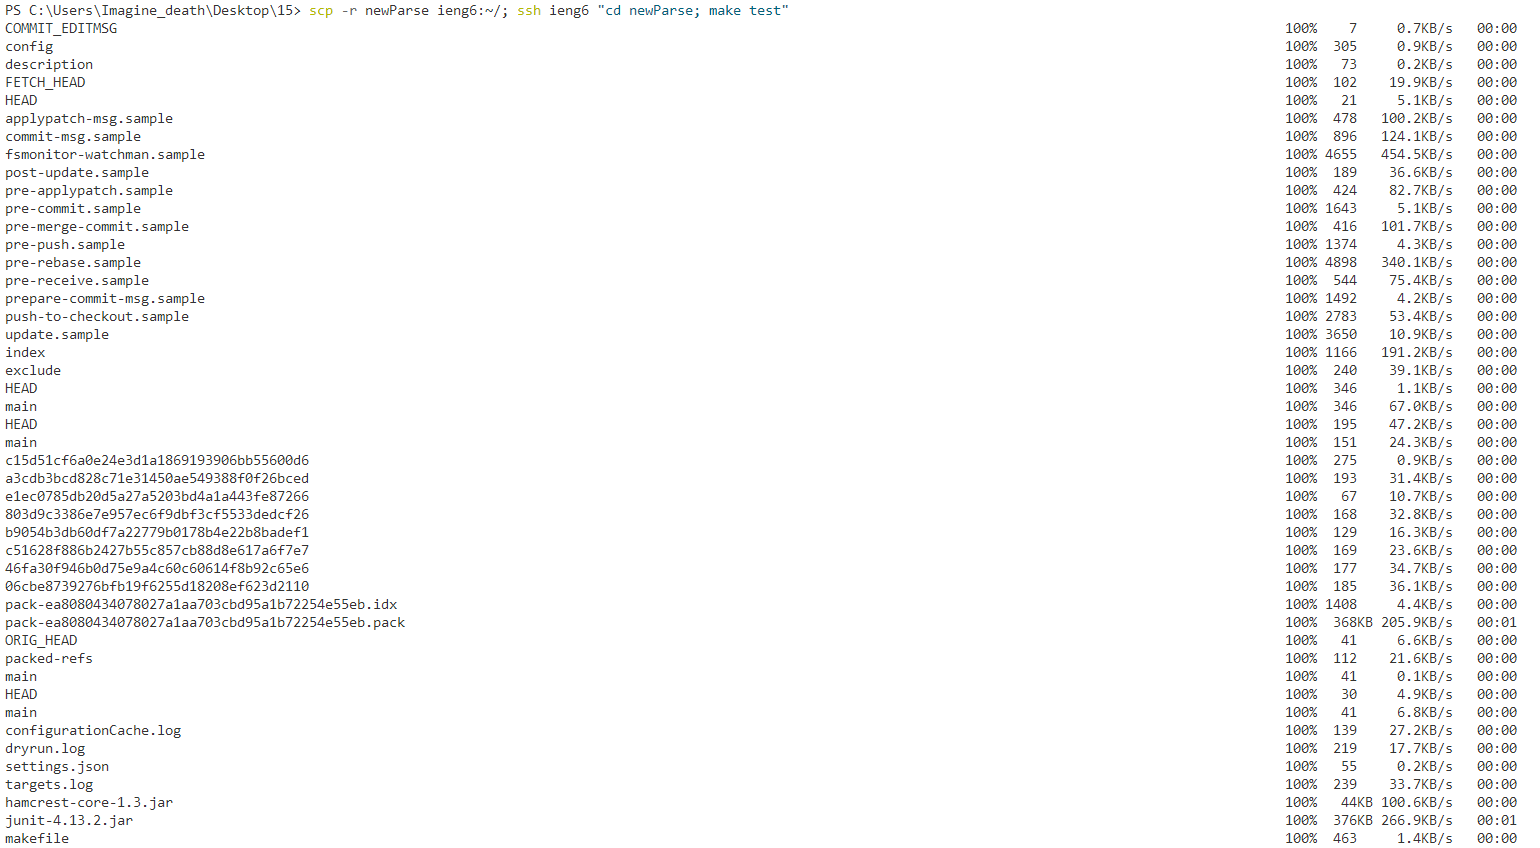 PS C:\Users\Imagine_death\Desktop\15> scp -r newParse ieng6:~/; ssh ieng6 "cd newParse; make test"
COMMIT_EDITMSG 100% 7 0.7KB/s 00:00
config 100% 305 0.9KB/s 00:00
description 100% 73 0.2KB/s 00:00
FETCH_HEAD 100% 102 19.9KB/s 00:00
HEAD 100% 21 5.1KB/s 00:00
applypatch-msg.sample 100% 478 100.2KB/s 00:00
commit-msg.sample 100% 896 124.1KB/s 00:00
fsmonitor-watchman.sample 100% 4655 454.5KB/s 00:00
post-update.sample 100% 189 36.6KB/s 00:00
pre-applypatch.sample 100% 424 82.7KB/s 00:00
pre-commit.sample 100% 1643 5.1KB/s 00:00
pre-merge-commit.sample 100% 416 101.7KB/s 00:00
pre-push.sample 100% 1374 4.3KB/s 00:00
pre-rebase.sample 100% 4898 340.1KB/s 00:00
pre-receive.sample 100% 544 75.4KB/s 00:00
prepare-commit-msg.sample 100% 1492 4.2KB/s 00:00
push-to-checkout.sample 100% 2783 53.4KB/s 00:00
update.sample 100% 3650 10.9KB/s 00:00
index 100% 1166 191.2KB/s 00:00
exclude 100% 240 39.1KB/s 00:00
HEAD 100% 346 1.1KB/s 00:00
main 100% 346 67.0KB/s 00:00
HEAD 100% 195 47.2KB/s 00:00
main 100% 151 24.3KB/s 00:00
c15d51cf6a0e24e3d1a1869193906bb55600d6 100% 275 0.9KB/s 00:00
a3cdb3bcd828c71e31450ae549388f0f26bced 100% 193 31.4KB/s 00:00
e1ec0785db20d5a27a5203bd4a1a443fe87266 100% 67 10.7KB/s 00:00
803d9c3386e7e957ec6f9dbf3cf5533dedcf26 100% 168 32.8KB/s 00:00
b9054b3db60df7a22779b0178b4e22b8badef1 100% 129 16.3KB/s 00:00
c51628f886b2427b55c857cb88d8e617a6f7e7 100% 169 23.6KB/s 00:00
46fa30f946b0d75e9a4c60c60614f8b92c65e6 100% 177 34.7KB/s 00:00
06cbe8739276bfb19f6255d18208ef623d2110 100% 185 36.1KB/s 00:00
pack-ea8080434078027a1aa703cbd95a1b72254e55eb.idx 100% 1408 4.4KB/s 00:00
pack-ea8080434078027a1aa703cbd95a1b72254e55eb.pack 100% 368KB 205.9KB/s 00:01
ORIG_HEAD 100% 41 6.6KB/s 00:00
packed-refs 100% 112 21.6KB/s 00:00
main 100% 41 0.1KB/s 00:00
HEAD 100% 30 4.9KB/s 00:00
main 100% 41 6.8KB/s 00:00
configurationCache.log 100% 139 27.2KB/s 00:00
dryrun.log 100% 219 17.7KB/s 00:00
settings.json 100% 55 0.2KB/s 00:00
targets.log 100% 239 33.7KB/s 00:00
hamcrest-core-1.3.jar 100% 44KB 100.6KB/s 00:00
junit-4.13.2.jar 100% 376KB 266.9KB/s 00:01
makefile 100% 463 1.4KB/s 00:00